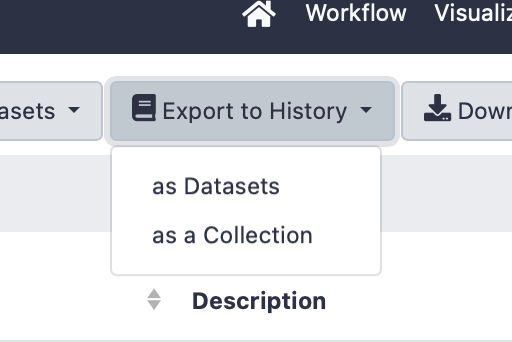 Workflow Visualiz
asets Export to History Down
as Datasets
as a Collection
Description